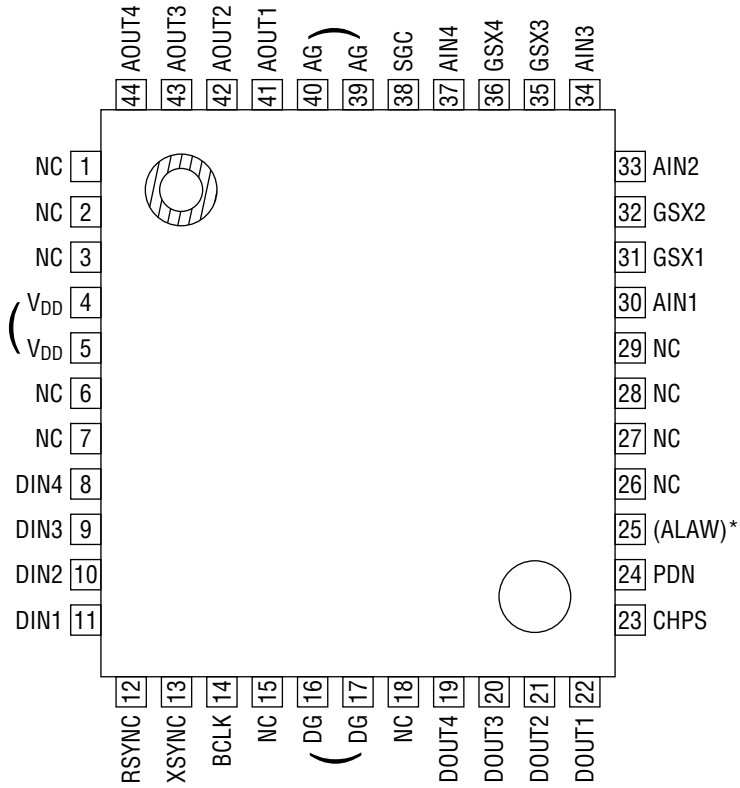 44 AOUT4
43 AOUT3
42 AOUT2
41 AOUT1
40 AG
39 AG
38 SGC
37 AIN4
36 GSX4
35 GSX3
34 AIN3
NC 1
NC 2
NC 3
VDD 4
VDD 5
NC 6
NC 7
DIN4 8
DIN3 9
DIN2 10
DIN1 11
33 AIN2
32 GSX2
31 GSX1
30 AIN1
29 NC
28 NC
27 NC
26 NC
25 (ALAW)*
24 PDN
23 CHPS
RSYNC 12
XSYNC 13
BCLK 14
NC 15
DG 16
DG 17
NC 18
DOUT4 19
DOUT3 20
DOUT2 21
DOUT1 22